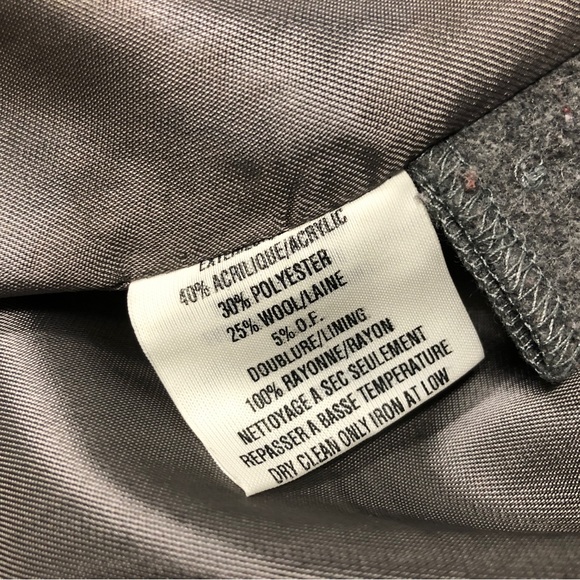 40% ACRILIQUE/ACRYLIC
30% POLYESTER
25% WOOL/LAINE
5% O.F.
DOUBLURE/LINING
100% RAYONNE/RAYON
NETTOYAGE A SEC SEULEMENT
REPASSER A BASSE TEMPERATURE
DRY CLEAN ONLY IRON AT LOW